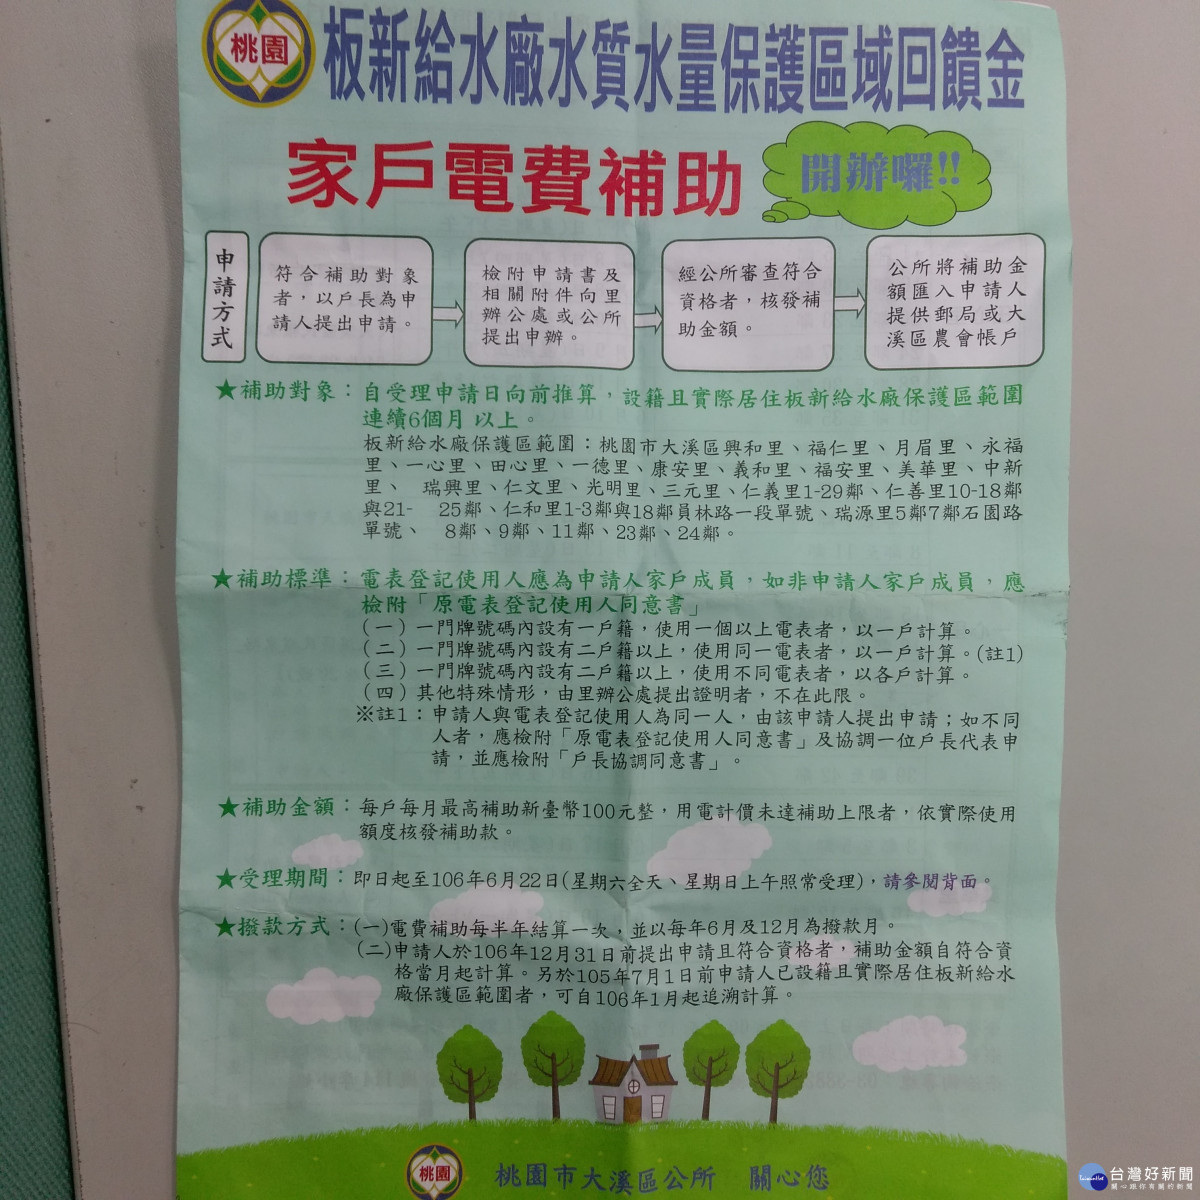 桃園
板新給水廠水質水量保護區域回饋金
家戶電費補助
開辦囉!!
申請方式
符合補助對象
者，以戶長為申
請人提出申請。
檢附申請書及
相關附件向里
辦公處或公所
提出申辦。
經公所審查符合
資格者，核發補
助金額。
公所將補助金
額匯入申請人
提供郵局或大
溪區農會帳戶
★補助對象：自受理申請日向前推算，設籍且實際居住板新給水廠保護區範圍
連續6個月 以上。
板新給水廠保護區範圍：桃園市大溪區興和里、福仁里、月眉里、永福
里、一心里、田心里、一德里、康安里、義和里、福安里、美華里、中新
里、 瑞興里、仁文里、光明里、三元里、仁義里1-29鄰、仁善里10-18鄰
與21- 25鄰、仁和里1-3鄰與18鄰員林路一段單號、瑞源里5鄰7鄰石園路
單號、 8鄰、9鄰、11鄰、23鄰、24鄰。
★補助標準：電表登記使用人應為申請人家戶成員，如非申請人家戶成員，應
檢附「原電表登記使用人同意書」
(一) 一門牌號碼內設有一戶籍，使用一個以上電表者，以一戶計算。
(二) 一門牌號碼內設有二戶籍以上，使用同一電表者，以一戶計算。(註1)
(三) 一門牌號碼內設有二戶籍以上，使用不同電表者，以各戶計算。
(四) 其他特殊情形，由里辦公處提出證明者，不在此限。
※註1：申請人與電表登記使用人為同一人，由該申請人提出申請；如不同
人者，應檢附「原電表登記使用人同意書」及協調一位戶長代表申
請，並應檢附「戶長協調同意書」。
★補助金額：每戶每月最高補助新臺幣100元整，用電計價未達補助上限者，依實際使用
額度核發補助款。
★受理期間：即日起至106年6月22日(星期六全天、星期日上午照常受理)，請參閱背面。
★撥款方式：(一)電費補助每半年結算一次，並以每年6月及12月為撥款月。
(二)申請人於106年12月31日前提出申請且符合資格者，補助金額自符合資
格當月起計算。另於105年7月1日前申請人已設籍且實際居住板新給水
廠保護區範圍者，可自106年1月起追溯計算。
桃園
桃園市大溪區公所 關心您
台灣好新聞
關心跟你有關的新聞